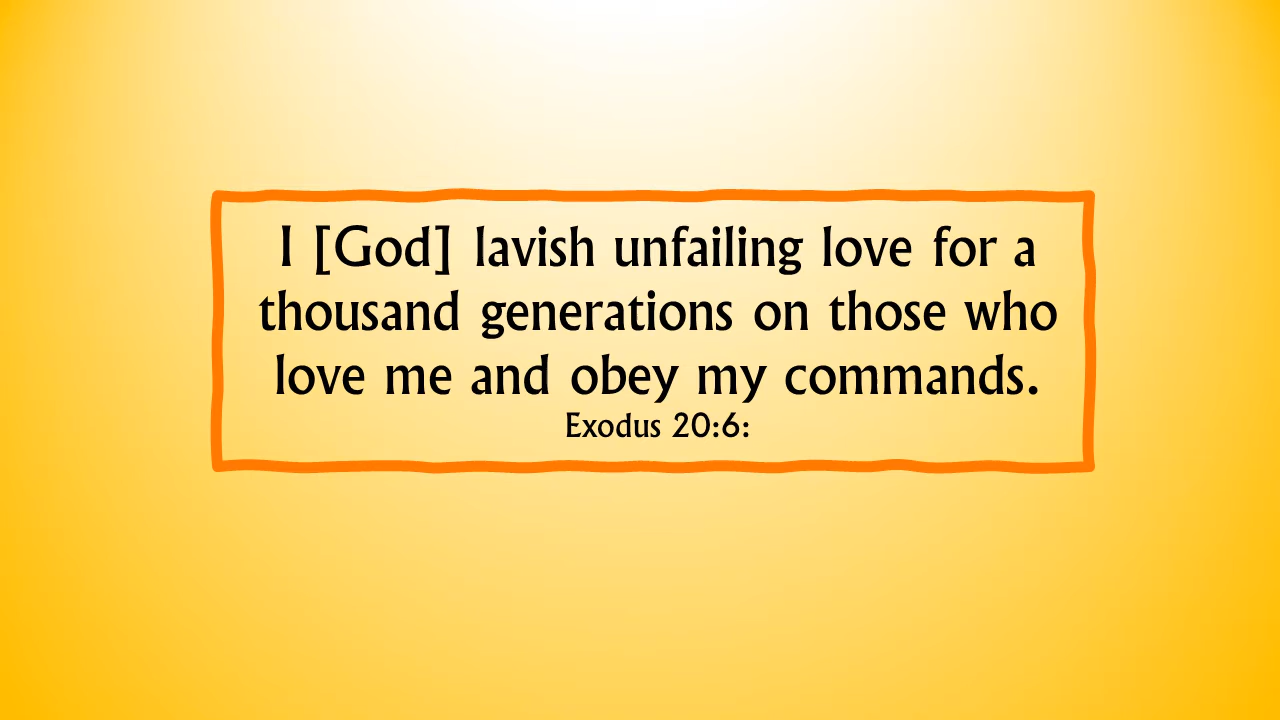 I [God] lavish unfailing love for a
thousand generations on those who
love me and obey my commands.
Exodus 20:6: